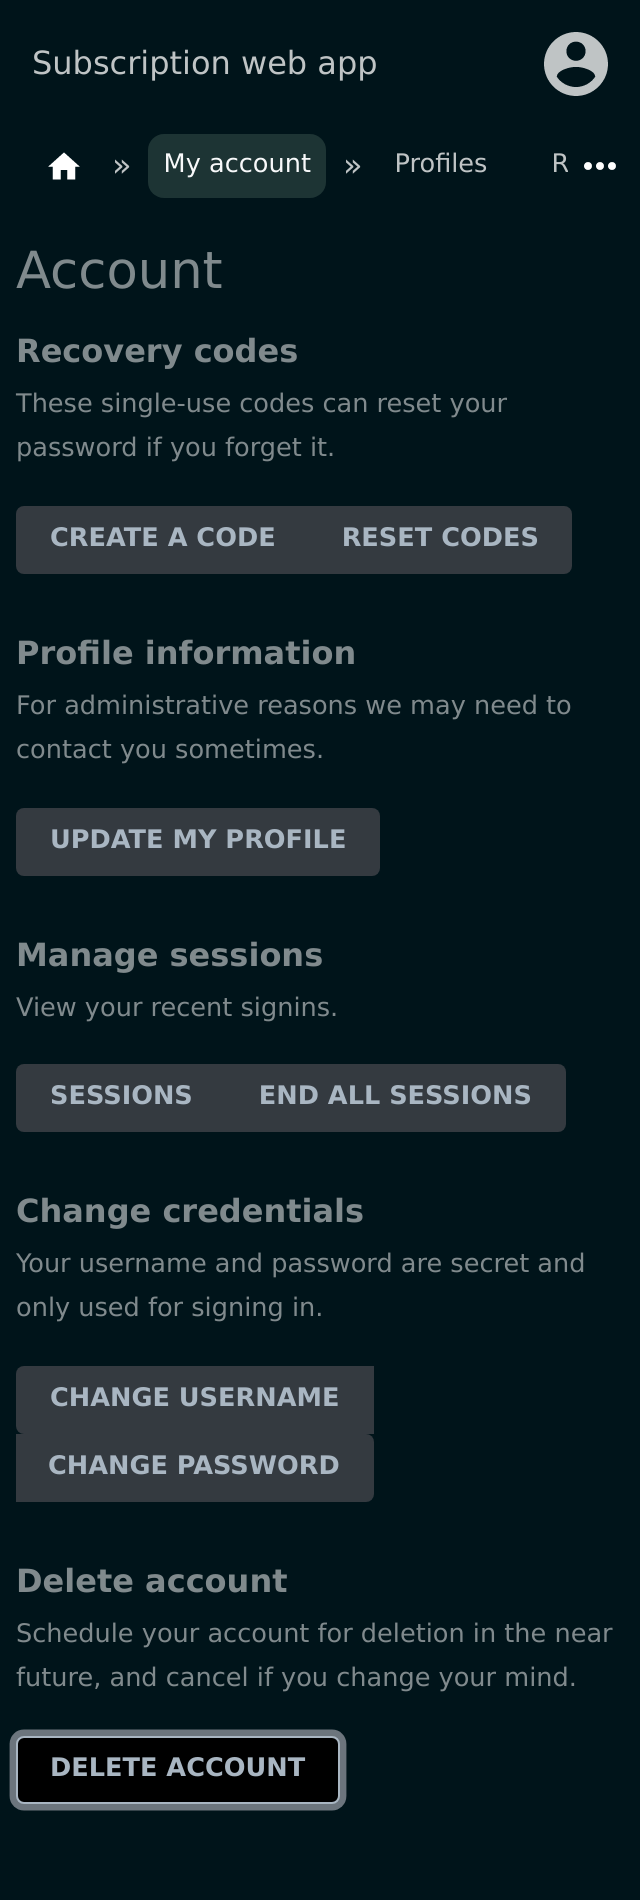 Subscription web app
» My account » Profiles R
Account
Recovery codes
These single-use codes can reset your
password if you forget it.
CREATE A CODE RESET CODES
Profile information
For administrative reasons we may need to
contact you sometimes.
UPDATE MY PROFILE
Manage sessions
View your recent signins.
SESSIONS END ALL SESSIONS
Change credentials
Your username and password are secret and
only used for signing in.
CHANGE USERNAME
CHANGE PASSWORD
Delete account
Schedule your account for deletion in the near
future, and cancel if you change your mind.
DELETE ACCOUNT